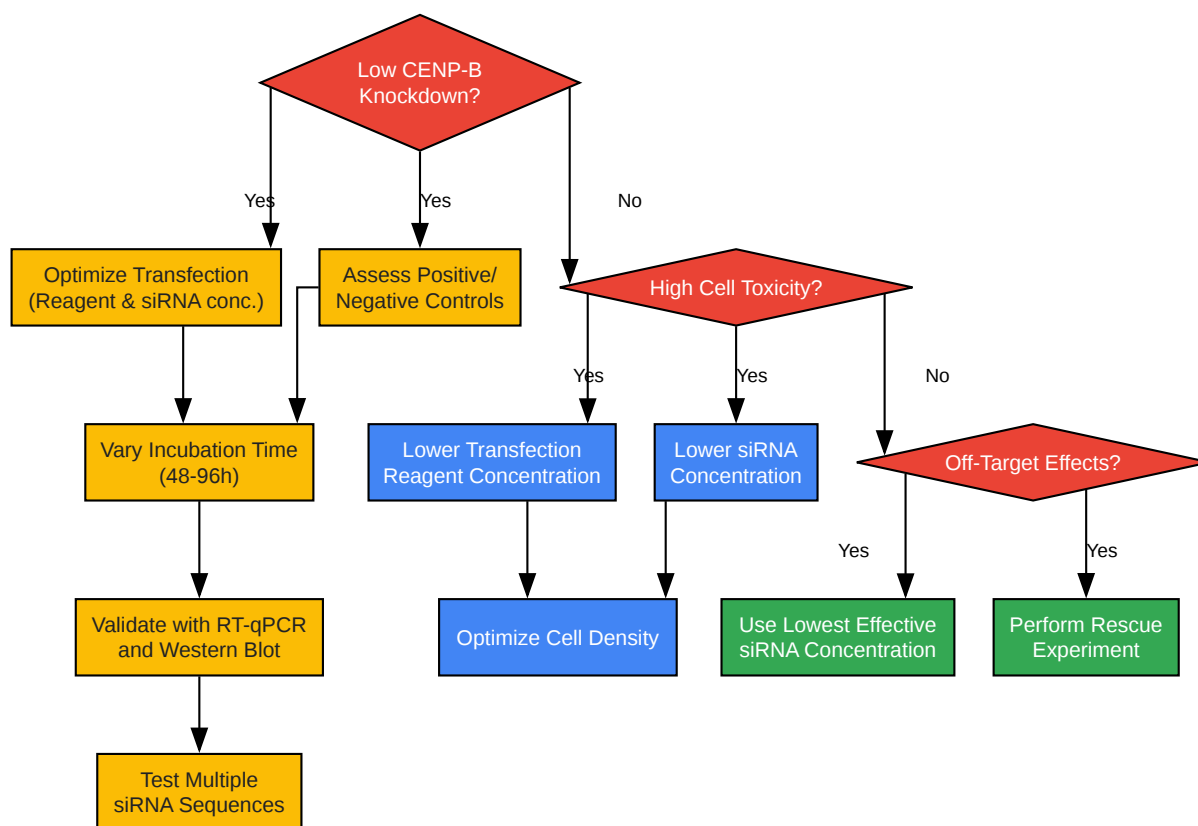 Low CENP-B
Knockdown?
Yes
Yes
No
Optimize Transfection
(Reagent & siRNA conc.)
Assess Positive/
Negative Controls
High Cell Toxicity?
Yes
Yes
No
Vary Incubation Time
(48-96h)
Lower Transfection
Reagent Concentration
Lower siRNA
Concentration
Off-Target Effects?
Yes
Yes
Validate with RT-qPCR
and Western Blot
Optimize Cell Density
Use Lowest Effective
siRNA Concentration
Perform Rescue
Experiment
Test Multiple
siRNA Sequences